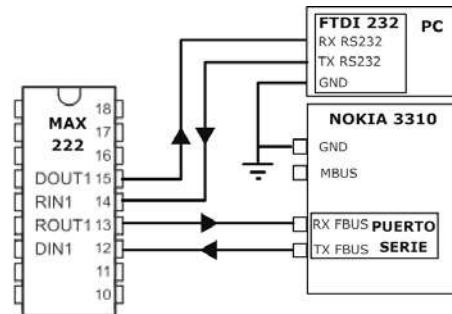 FTDI 232
PC
RX RS232
TX RS232
GND
NOKIA 3310
GND
MBUS
RX FBUS
TX FBUS
PUERTO
SERIE
MAX
222
18
17
16
DOUT1 15
RIN1 14
ROUT1 13
DIN1 12
11
10